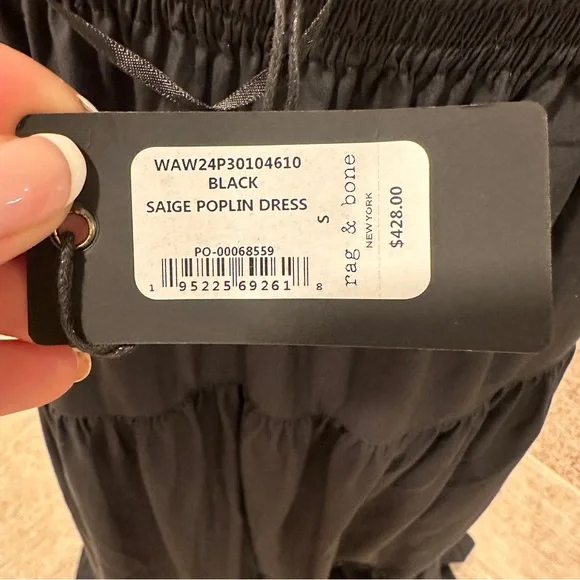 WAW24P30104610
BLACK
SAIGE POPLIN DRESS
S
PO-00068559
1 95225 69261 8
rag & bone
NEW YORK
$428.00